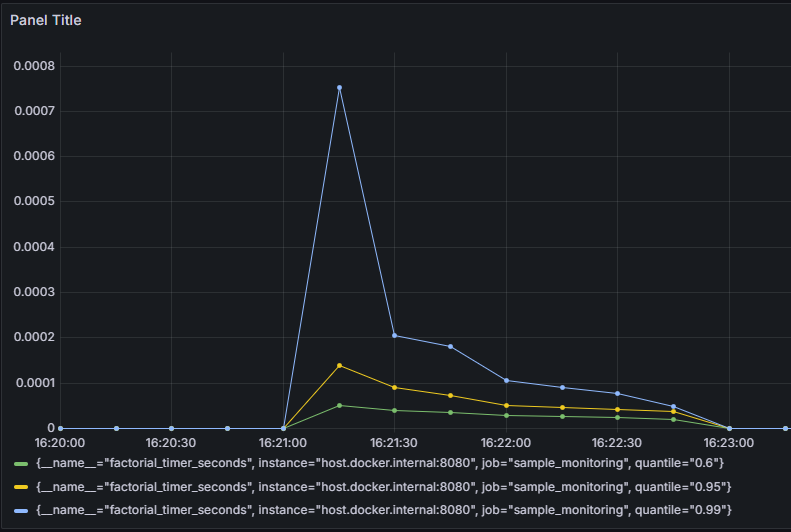 Panel Title
0.0008
0.0007
0.0006
0.0005
0.0004
0.0003
0.0002
0.0001
0
16:20:00 16:20:30 16:21:00 16:21:30 16:22:00 16:22:30 16:23:00
{__name__="factorial_timer_seconds", instance="host.docker.internal:8080", job="sample_monitoring", quantile="0.6"}
{__name__="factorial_timer_seconds", instance="host.docker.internal:8080", job="sample_monitoring", quantile="0.95"}
{__name__="factorial_timer_seconds", instance="host.docker.internal:8080", job="sample_monitoring", quantile="0.99"}